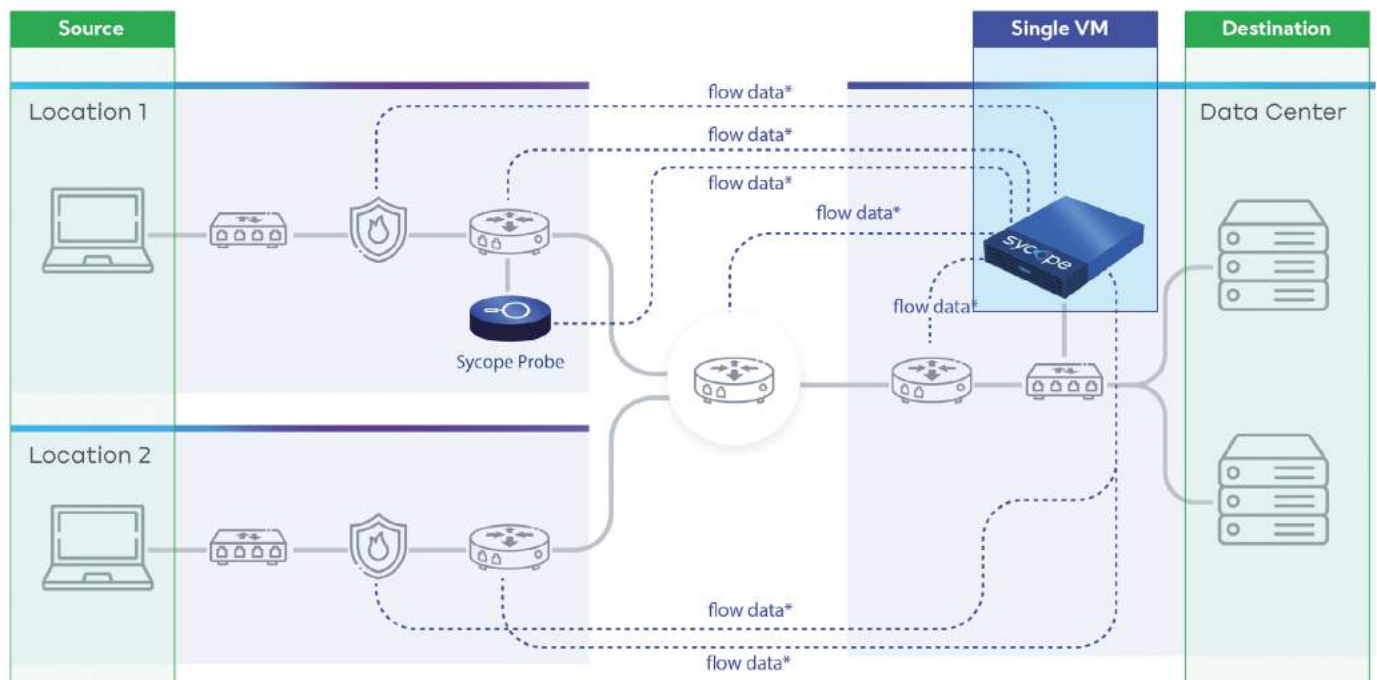 Source
Single VM
Destination
Location 1
flow data*
Data Center
flow data*
flow data*
flow data*
sycope
flow data*
Sycope Probe
Location 2
flow data*
flow data*